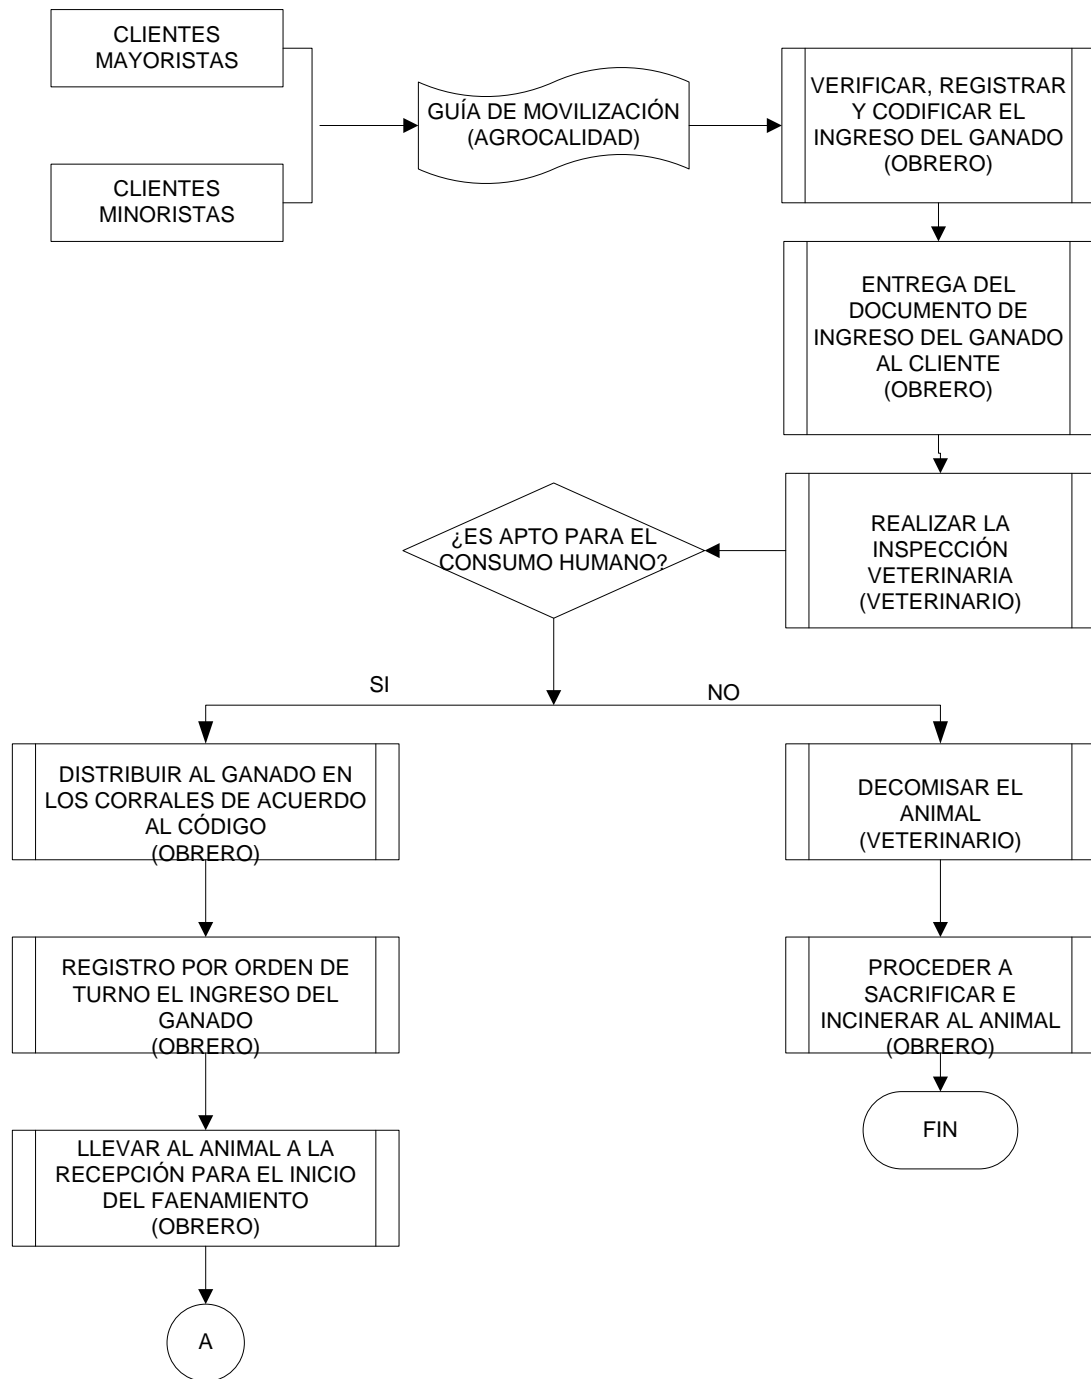 CLIENTES
MAYORISTAS
CLIENTES
MINORISTAS
GUÍA DE MOVILIZACIÓN
(AGROCALIDAD)
VERIFICAR, REGISTRAR
Y CODIFICAR EL
INGRESO DEL GANADO
(OBRERO)
ENTREGA DEL
DOCUMENTO DE
INGRESO DEL GANADO
AL CLIENTE
(OBRERO)
REALIZAR LA
INSPECCIÓN
VETERINARIA
(VETERINARIO)
¿ES APTO PARA EL
CONSUMO HUMANO?
SI
NO
DISTRIBUIR AL GANADO EN
LOS CORRALES DE ACUERDO
AL CÓDIGO
(OBRERO)
REGISTRO POR ORDEN DE
TURNO EL INGRESO DEL
GANADO
(OBRERO)
LLEVAR AL ANIMAL A LA
RECEPCIÓN PARA EL INICIO
DEL FAENAMIENTO
(OBRERO)
A
DECOMISAR EL
ANIMAL
(VETERINARIO)
PROCEDER A
SACRIFICAR E
INCINERAR AL ANIMAL
(OBRERO)
FIN